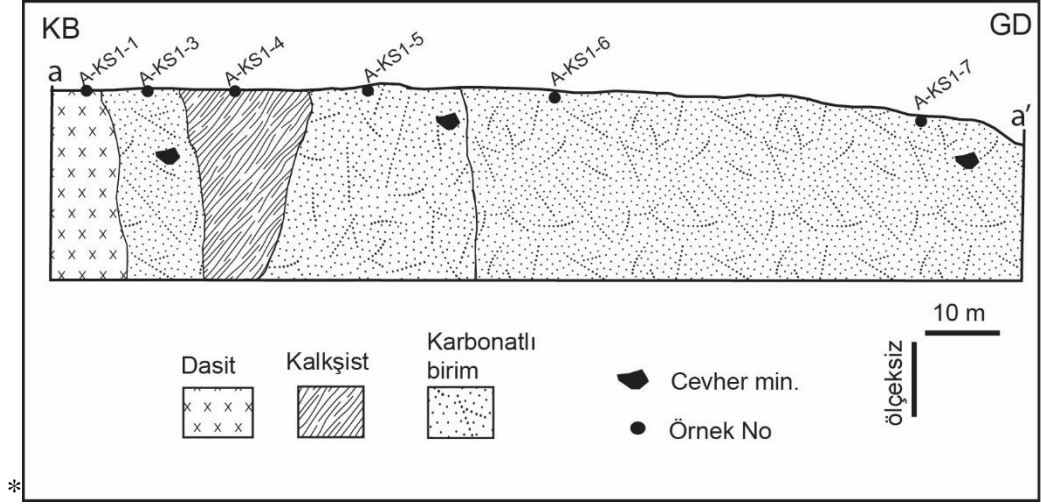 KB
GD
a
A-KS1-1
A-KS1-3
A-KS1-4
A-KS1-5
A-KS1-6
A-KS1-7
a'
10 m
ölçeksiz
Dasit
Kalkşist
Karbonatlı
birim
Cevher min.
Örnek No
*